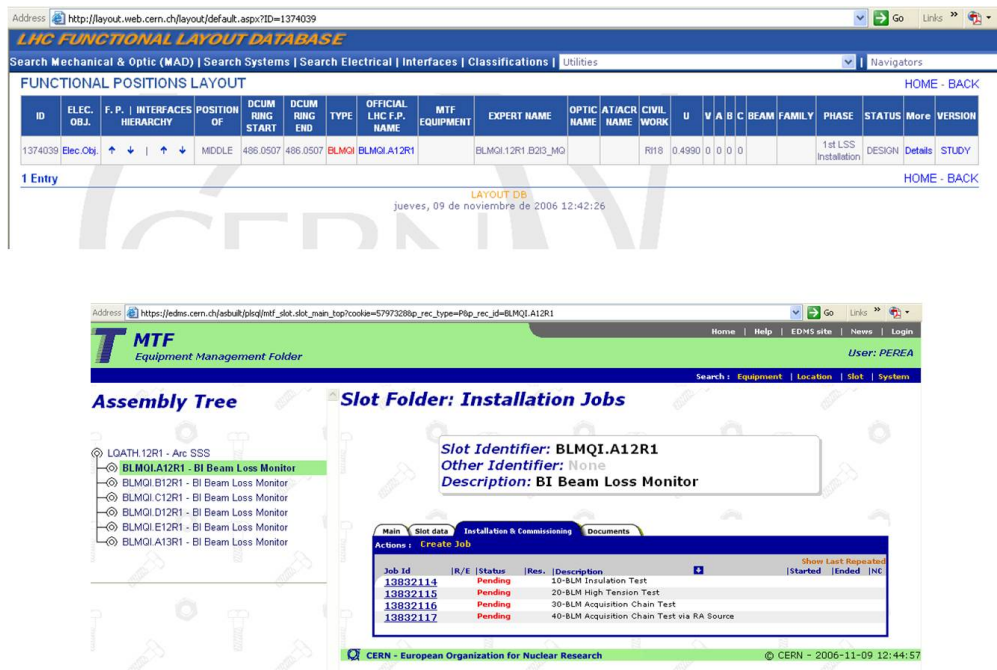 Address http://layout.web.cern.ch/layout/default.aspx?ID=1374039 Go Links »
LHC FUNCTIONAL LAYOUT DATABASE
Search Mechanical & Optic (MAD) | Search Systems | Search Electrical | Interfaces | Classifications | Utilities | Navigators
FUNCTIONAL POSITIONS LAYOUT HOME - BACK
ID ELEC. OBJ. F. P. | INTERFACES HIERARCHY POSITION OF DCUM RING START DCUM RING END TYPE OFFICIAL LHC F.P. NAME MTF EQUIPMENT EXPERT NAME OPTIC NAME AT/ACR NAME CIVIL WORK U V A B C BEAM FAMILY PHASE STATUS More VERSION
1374039 Elec.Obj. | MIDDLE 486.0507 486.0507 BLMQI BLMQI.A12R1 BLMQI.12R1.B2I3_MQ RI18 0.4990 0 0 0 0 1st LSS Installation DESIGN Details STUDY
1 Entry HOME - BACK
LAYOUT DB
jueves, 09 de noviembre de 2006 12:42:26
CERN
Address https://edms.cern.ch/asbuilt/plsql/mtf_slot.slot_main_top?cookie=5797328&p_rec_type=P&p_rec_id=BLMQI.A12R1 Go Links »
MTF Home | Help | EDMS site | News | Login
Equipment Management Folder User: PEREA
Search : Equipment | Location | Slot | System
Assembly Tree Slot Folder: Installation Jobs
LQATH.12R1 - Arc SSS
BLMQI.A12R1 - BI Beam Loss Monitor
BLMQI.B12R1 - BI Beam Loss Monitor
BLMQI.C12R1 - BI Beam Loss Monitor
BLMQI.D12R1 - BI Beam Loss Monitor
BLMQI.E12R1 - BI Beam Loss Monitor
BLMQI.A13R1 - BI Beam Loss Monitor
Slot Identifier: BLMQI.A12R1
Other Identifier: None
Description: BI Beam Loss Monitor
Main Slot data Installation & Commissioning Documents
Actions : Create Job
Show Last Repeated
Job Id |R/E |Status |Res. |Description |Started |Ended |NC
13832114 Pending 10-BLM Insulation Test
13832115 Pending 20-BLM High Tension Test
13832116 Pending 30-BLM Acquisition Chain Test
13832117 Pending 40-BLM Acquisition Chain Test via RA Source
CERN - European Organization for Nuclear Research © CERN - 2006-11-09 12:44:57